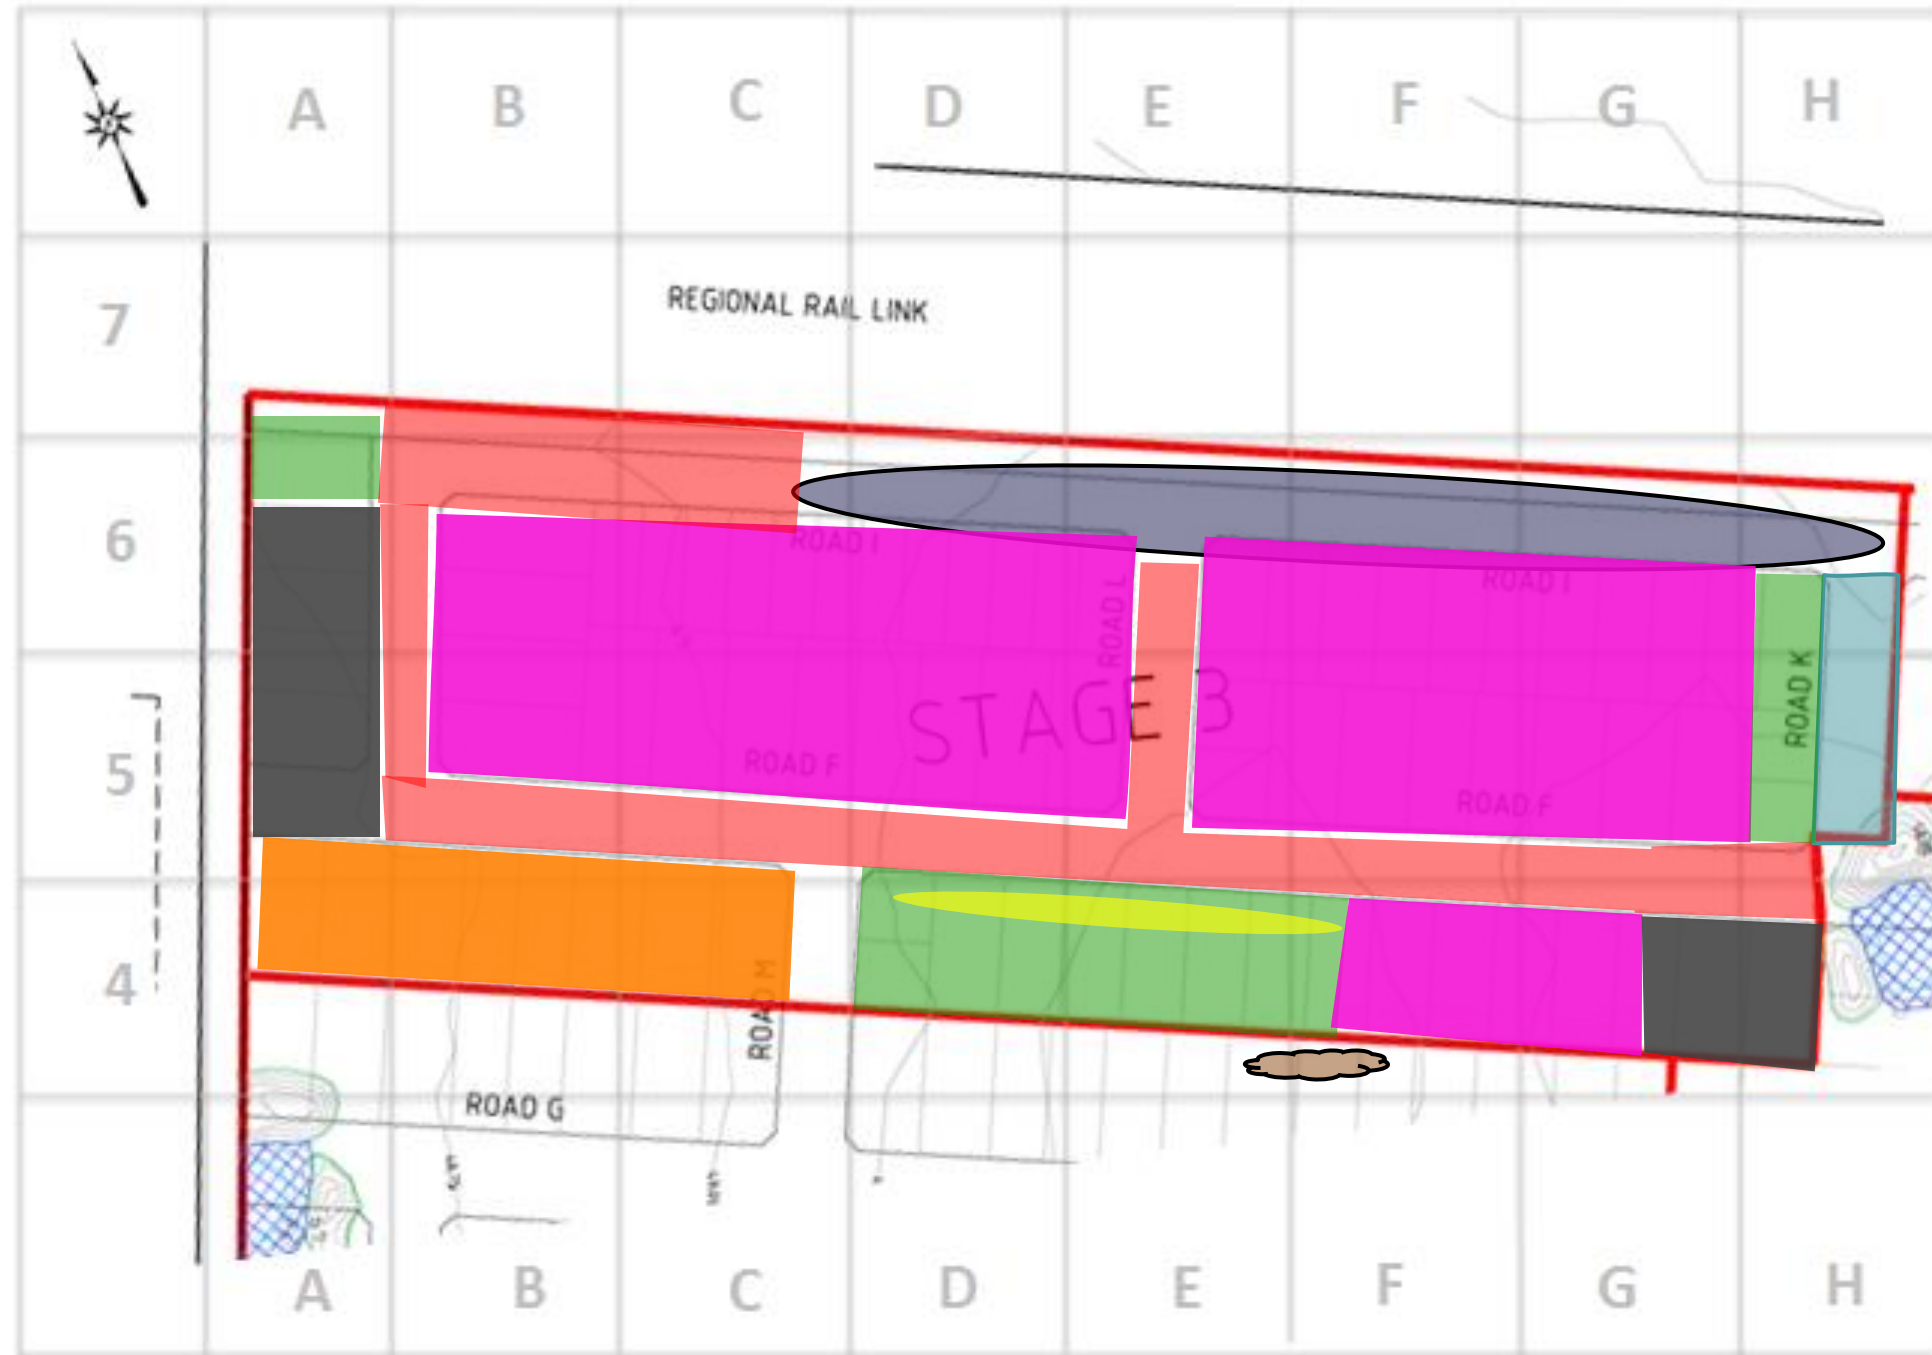 A B C D E F G H
7
REGIONAL RAIL LINK
6
ROAD I
ROAD I
ROAD L
STAGE 3
ROAD K
5
ROAD F
ROAD F
4
ROAD M
ROAD G
A B C D E F G H